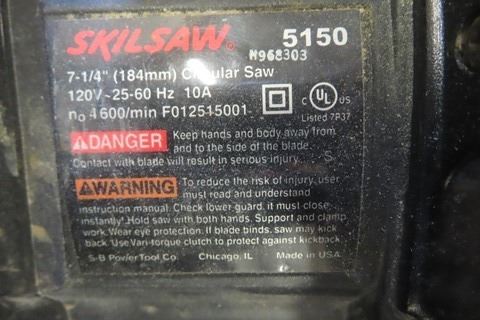 SKILSAW® 5150
N968303
7-1/4" (184mm) Circular Saw
120V~25-60 Hz 10A
no 4600/min F012515001
C UL US
Listed 7P37
DANGER Keep hands and body away from
and to the side of the blade.
Contact with blade will result in serious injury. S
WARNING To reduce the risk of injury, user
must read and understand
instruction manual. Check lower guard. it must close
instantly! Hold saw with both hands. Support and clamp
work. Wear eye protection. If blade binds, saw may kick
back. Use Vari-torque clutch to protect against kickback
S-B Power Tool Co. Chicago, IL Made in USA